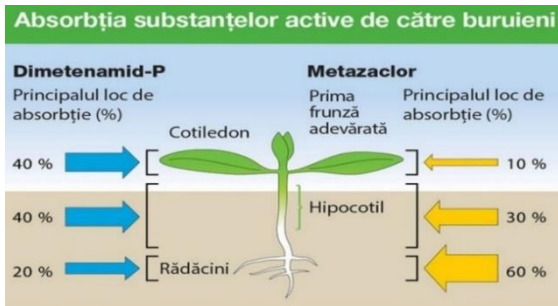 Absorbția substanțelor active de către buruieni
Dimetenamid-P
Principalul loc de
absorbție (%)
Metazaclor
Prima
frunză
adevărată
Principalul loc de
absorbție (%)
Cotiledon
40 %
10 %
40 %
Hipocotil
30 %
20 %
Rădăcini
60 %